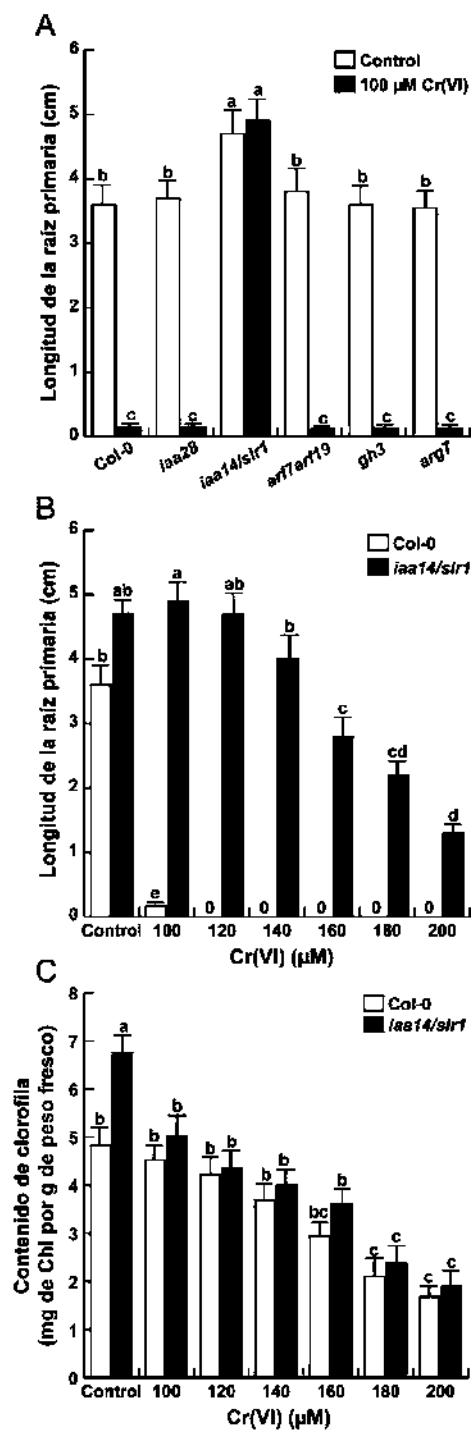 A
Control
100 µM Cr(VI)
Longitud de la raíz primaria (cm)
6
5
4
3
2
1
0
b c b c a a b c b c b c
Col-0 iaa28 iaa14/slr1 arf7arf19 gh3 arg7
B
Col-0
iaa14/slr1
Longitud de la raíz primaria (cm)
6
5
4
3
2
1
0
b ab e a 0 ab 0 b 0 c 0 cd 0 d
Control 100 120 140 160 180 200
Cr(VI) (µM)
C
Col-0
iaa14/slr1
Contenido de clorofila
(mg de Chl por g de peso fresco)
8
7
6
5
4
3
2
1
0
b a b b b b b b bc b c c c c
Control 100 120 140 160 180 200
Cr(VI) (µM)